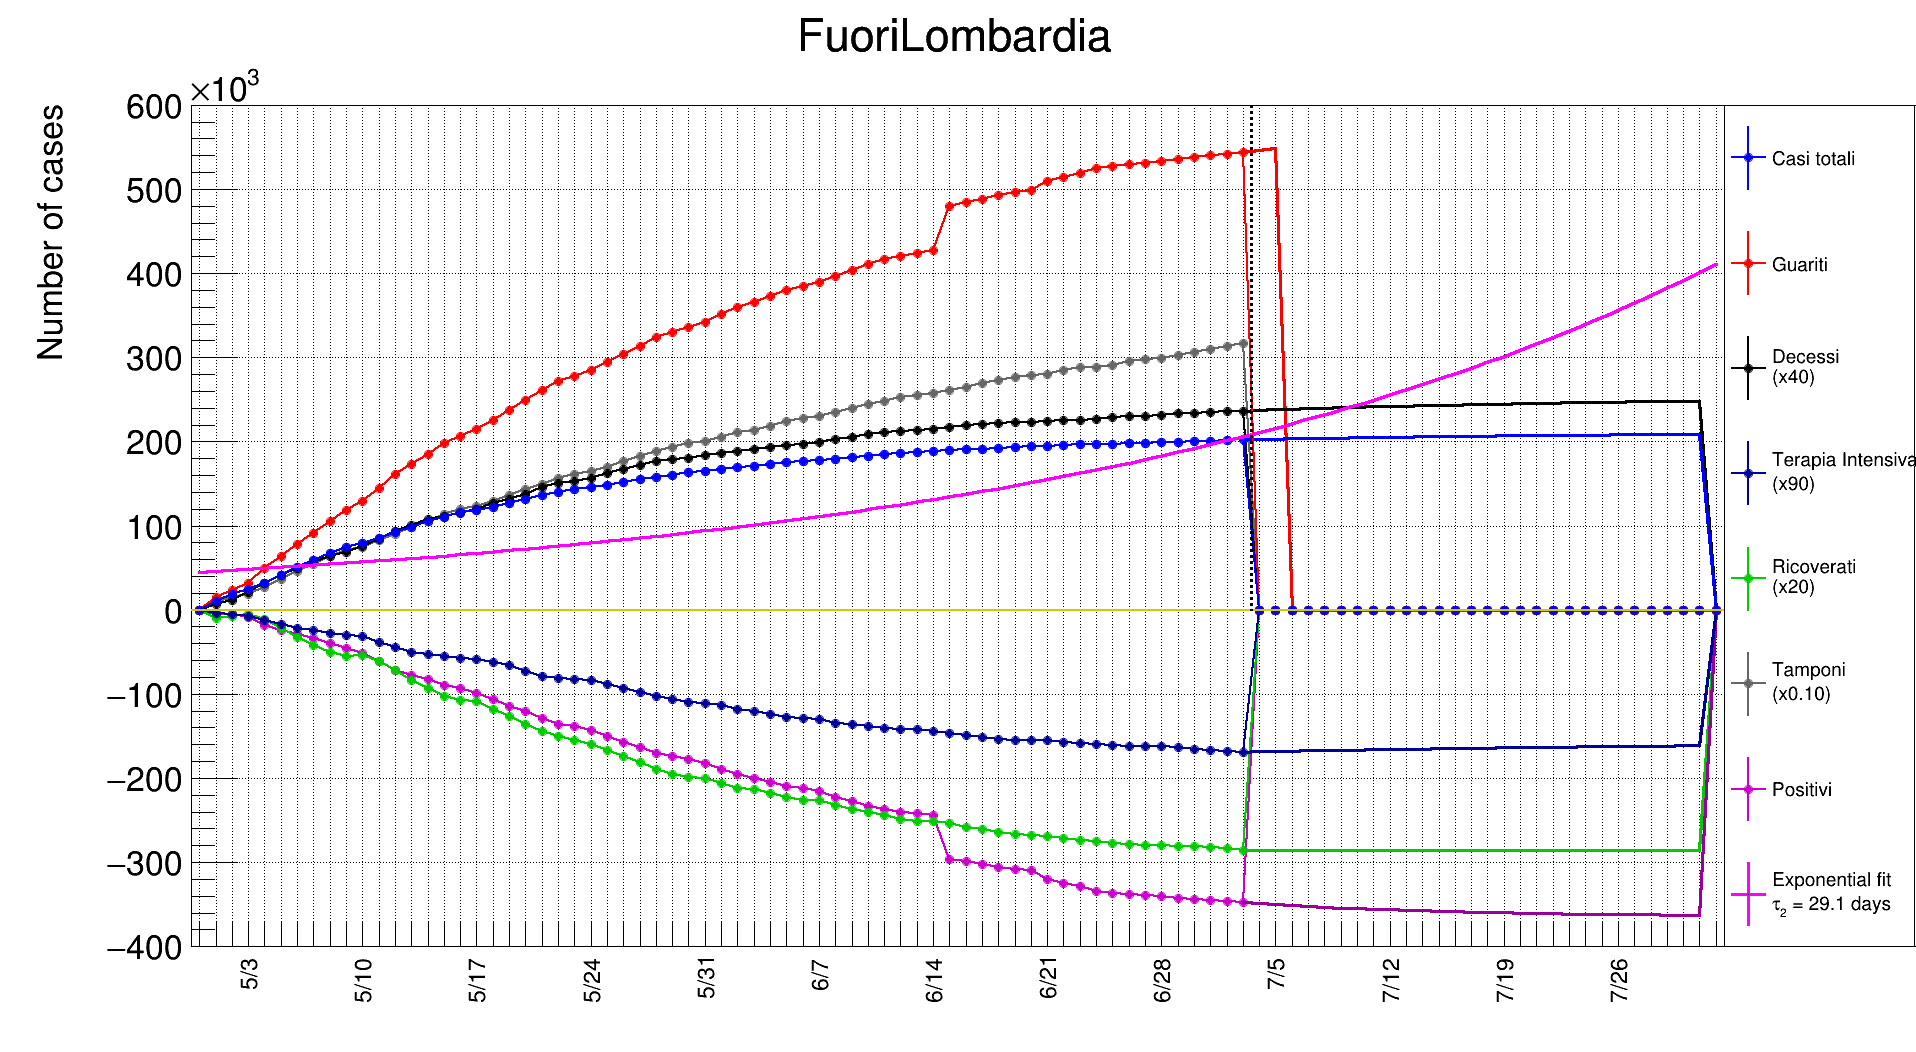 FuoriLombardia
×10³
Number of cases
600
500
400
300
200
100
0
−100
−200
−300
−400
5/3
5/10
5/17
5/24
5/31
6/7
6/14
6/21
6/28
7/5
7/12
7/19
7/26
Casi totali
Guariti
Decessi
(x40)
Terapia Intensiva
(x90)
Ricoverati
(x20)
Tamponi
(x0.10)
Positivi
Exponential fit
τ₂ = 29.1 days